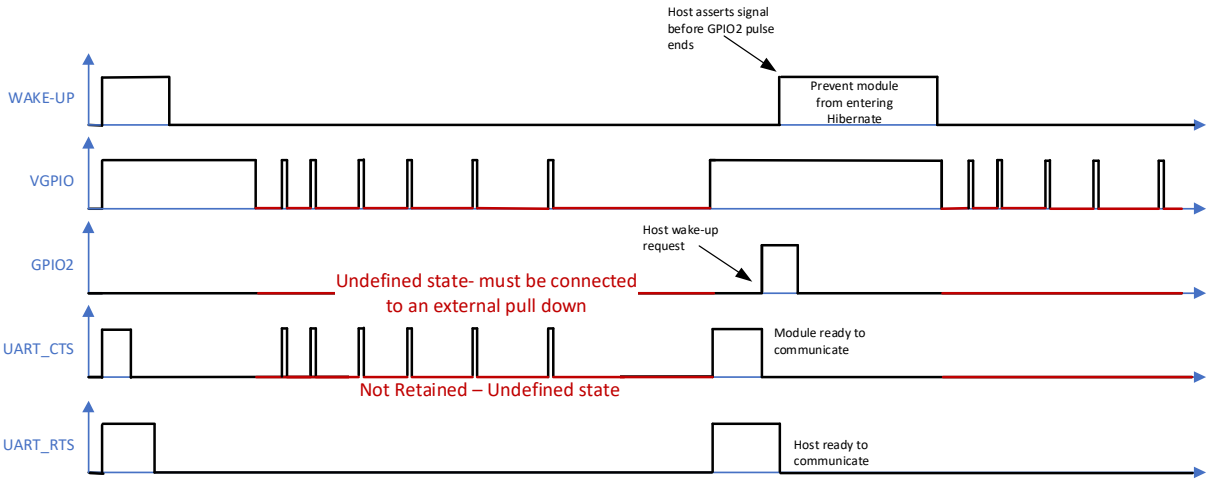 Host asserts signal
before GPIO2 pulse
ends
WAKE-UP
Prevent module
from entering
Hibernate
VGPIO
Host wake-up
request
GPIO2
Undefined state- must be connected
to an external pull down
UART_CTS
Module ready to
communicate
Not Retained – Undefined state
UART_RTS
Host ready to
communicate